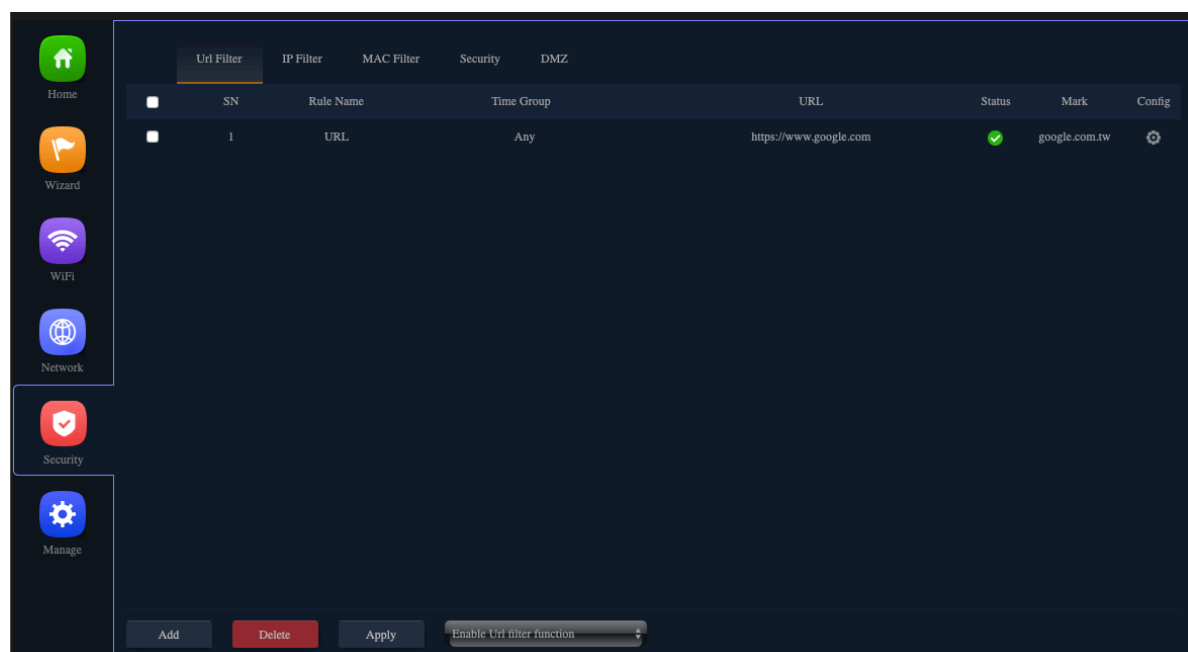 Home
Wizard
WiFi
Network
Security
Manage
Url Filter IP Filter MAC Filter Security DMZ
SN Rule Name Time Group URL Status Mark Config
1 URL Any https://www.google.com google.com.tw
Add Delete Apply Enable Url filter function